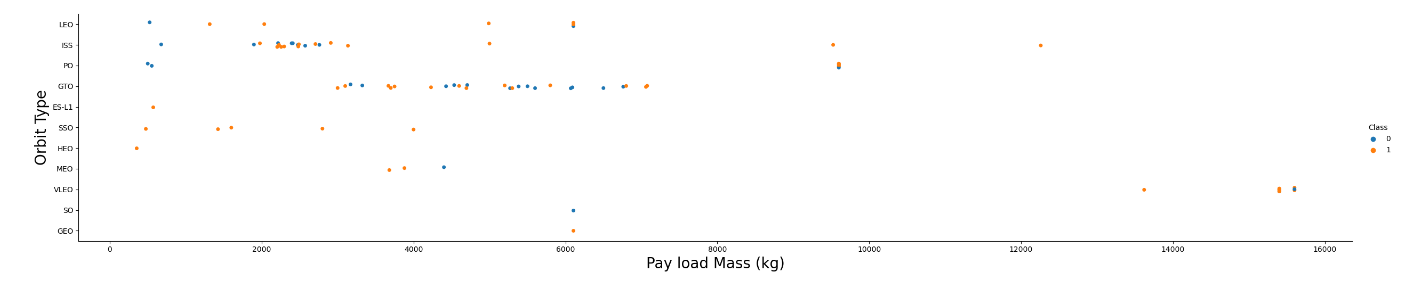 LEO
ISS
PO
GTO
ES-L1
SSO
HEO
MEO
VLEO
SO
GEO
Orbit Type
0 2000 4000 6000 8000 10000 12000 14000 16000
Pay load Mass (kg)
Class
0
1